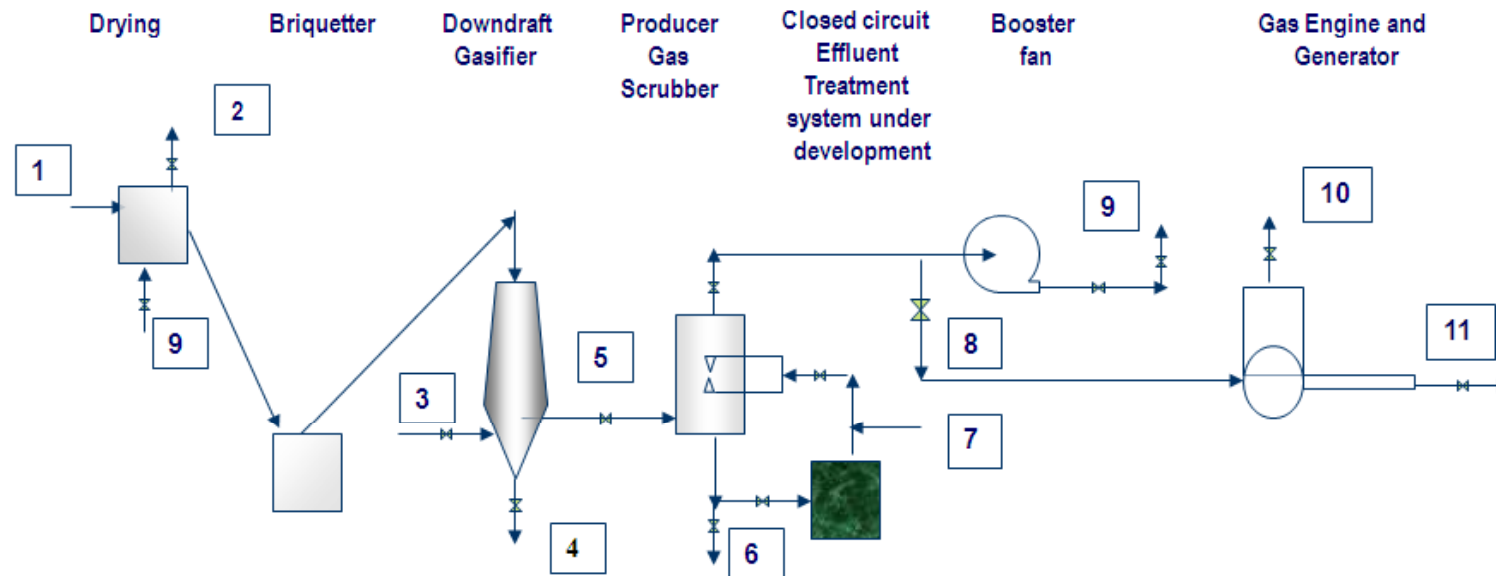 Drying
Briquetter
Downdraft
Gasifier
Producer
Gas
Scrubber
Closed circuit
Effluent
Treatment
system under
development
Booster
fan
Gas Engine and
Generator
1
2
9
3
4
5
6
7
8
9
10
11